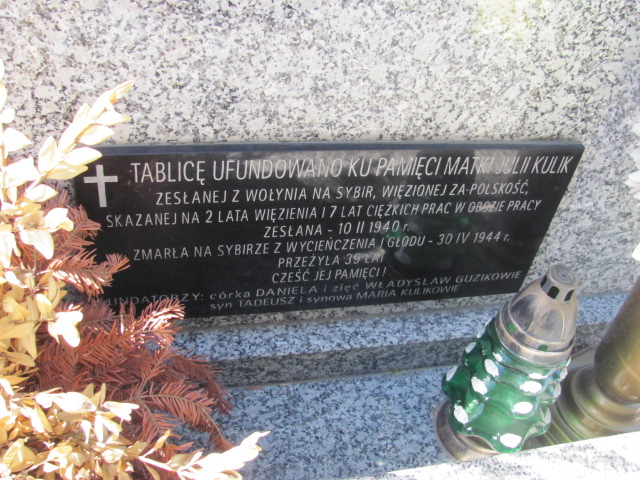 TABLICĘ UFUNDOWANO KU PAMIĘCI MATKI JULII KULIK
ZESŁANEJ Z WOŁYNIA NA SYBIR, WIĘZIONEJ ZA POLSKOŚĆ,
SKAZANEJ NA 2 LATA WIĘZIENIA I 7 LAT CIĘŻKICH PRAC W OBOZIE PRACY
ZESŁANA - 10 II 1940 r.
ZMARŁA NA SYBIRZE Z WYCIEŃCZENIA I GŁODU - 30 IV 1944 r.
PRZEŻYŁA 39 LAT
CZEŚĆ JEJ PAMIĘCI !
UNDATORZY: córka DANIELA i zięć WŁADYSŁAW GUZIKOWIE
syn TADEUSZ i synowa MARIA KULIKOWIE